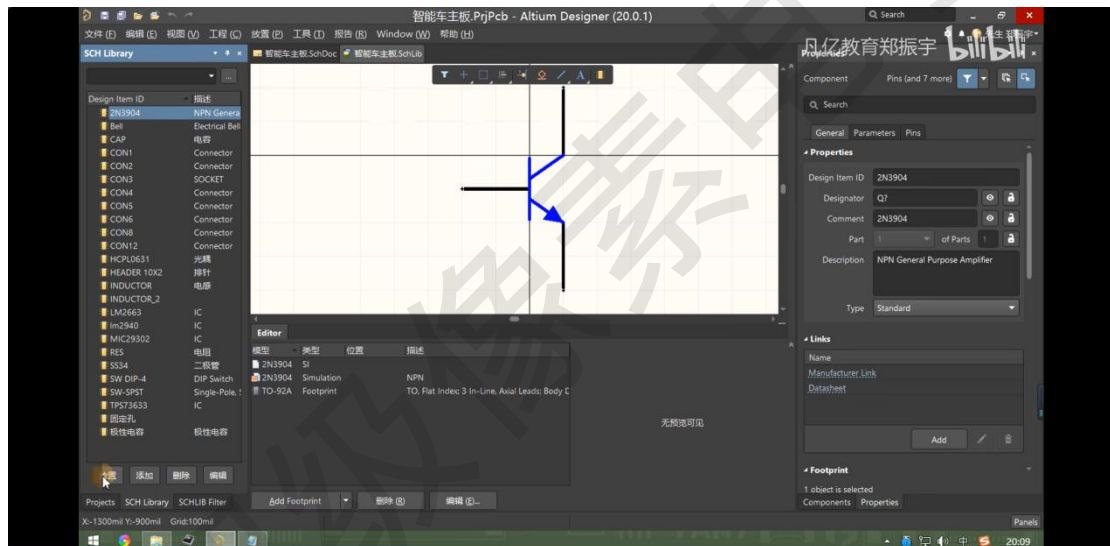 智能车主板.PrjPcb - Altium Designer (20.0.1)
Search
文件 (F) 编辑 (E) 视图 (V) 工程 (C) 放置 (P) 工具 (T) 报告 (R) Window (W) 帮助 (H)
凡亿教育郑振宇
bilibili
SCH Library
智能车主板.SchDoc
智能车主板.SchLib
Properties
Component Pins (and 7 more)
Search
General Parameters Pins
Design Item ID 描述
2N3904 NPN Genera
Bell Electrical Bell
CAP 电容
CON1 Connector
CON2 Connector
CON3 SOCKET
CON4 Connector
CON5 Connector
CON6 Connector
CON8 Connector
CON12 Connector
HCPL0631 光耦
HEADER 10X2 排针
INDUCTOR 电感
INDUCTOR_2
LM2663 IC
lm2940 IC
MIC29302 IC
RES 电阻
SS34 二极管
SW DIP-4 DIP Switch
SW-SPST Single-Pole, S
TPS73633 IC
固定孔
极性电容 极性电容
添加 删除 编辑
Projects SCH Library SCHLIB Filter
X:-1300mil Y:-900mil Grid:100mil
Editor
模型 类型 位置 描述
2N3904 SI
2N3904 Simulation NPN
TO-92A Footprint TO, Flat Index; 3 In-Line, Axial Leads; Body D
无预览可见
Add Footprint 删除 (R) 编辑 (E)...
Properties
Design Item ID 2N3904
Designator Q?
Comment 2N3904
Part 1 of Parts 1
Description NPN General Purpose Amplifier
Type Standard
Links
Name
Manufacturer Link
Datasheet
Add
Footprint
1 object is selected
Components Properties
Panels
中
20:09